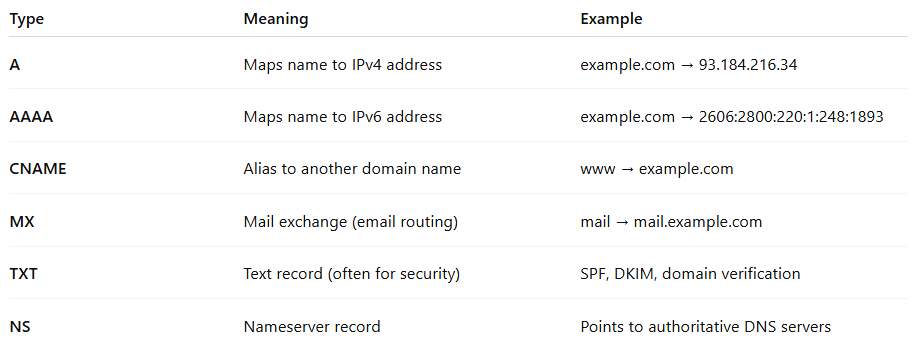 Type Meaning Example
A Maps name to IPv4 address example.com → 93.184.216.34
AAAA Maps name to IPv6 address example.com → 2606:2800:220:1:248:1893
CNAME Alias to another domain name www → example.com
MX Mail exchange (email routing) mail → mail.example.com
TXT Text record (often for security) SPF, DKIM, domain verification
NS Nameserver record Points to authoritative DNS servers